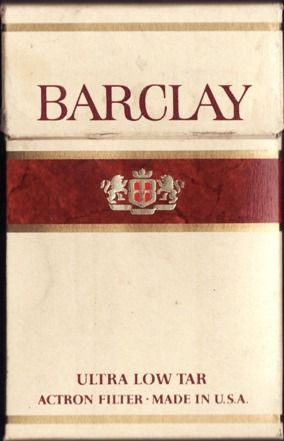 BARCLAY
ULTRA LOW TAR
ACTRON FILTER · MADE IN U.S.A.